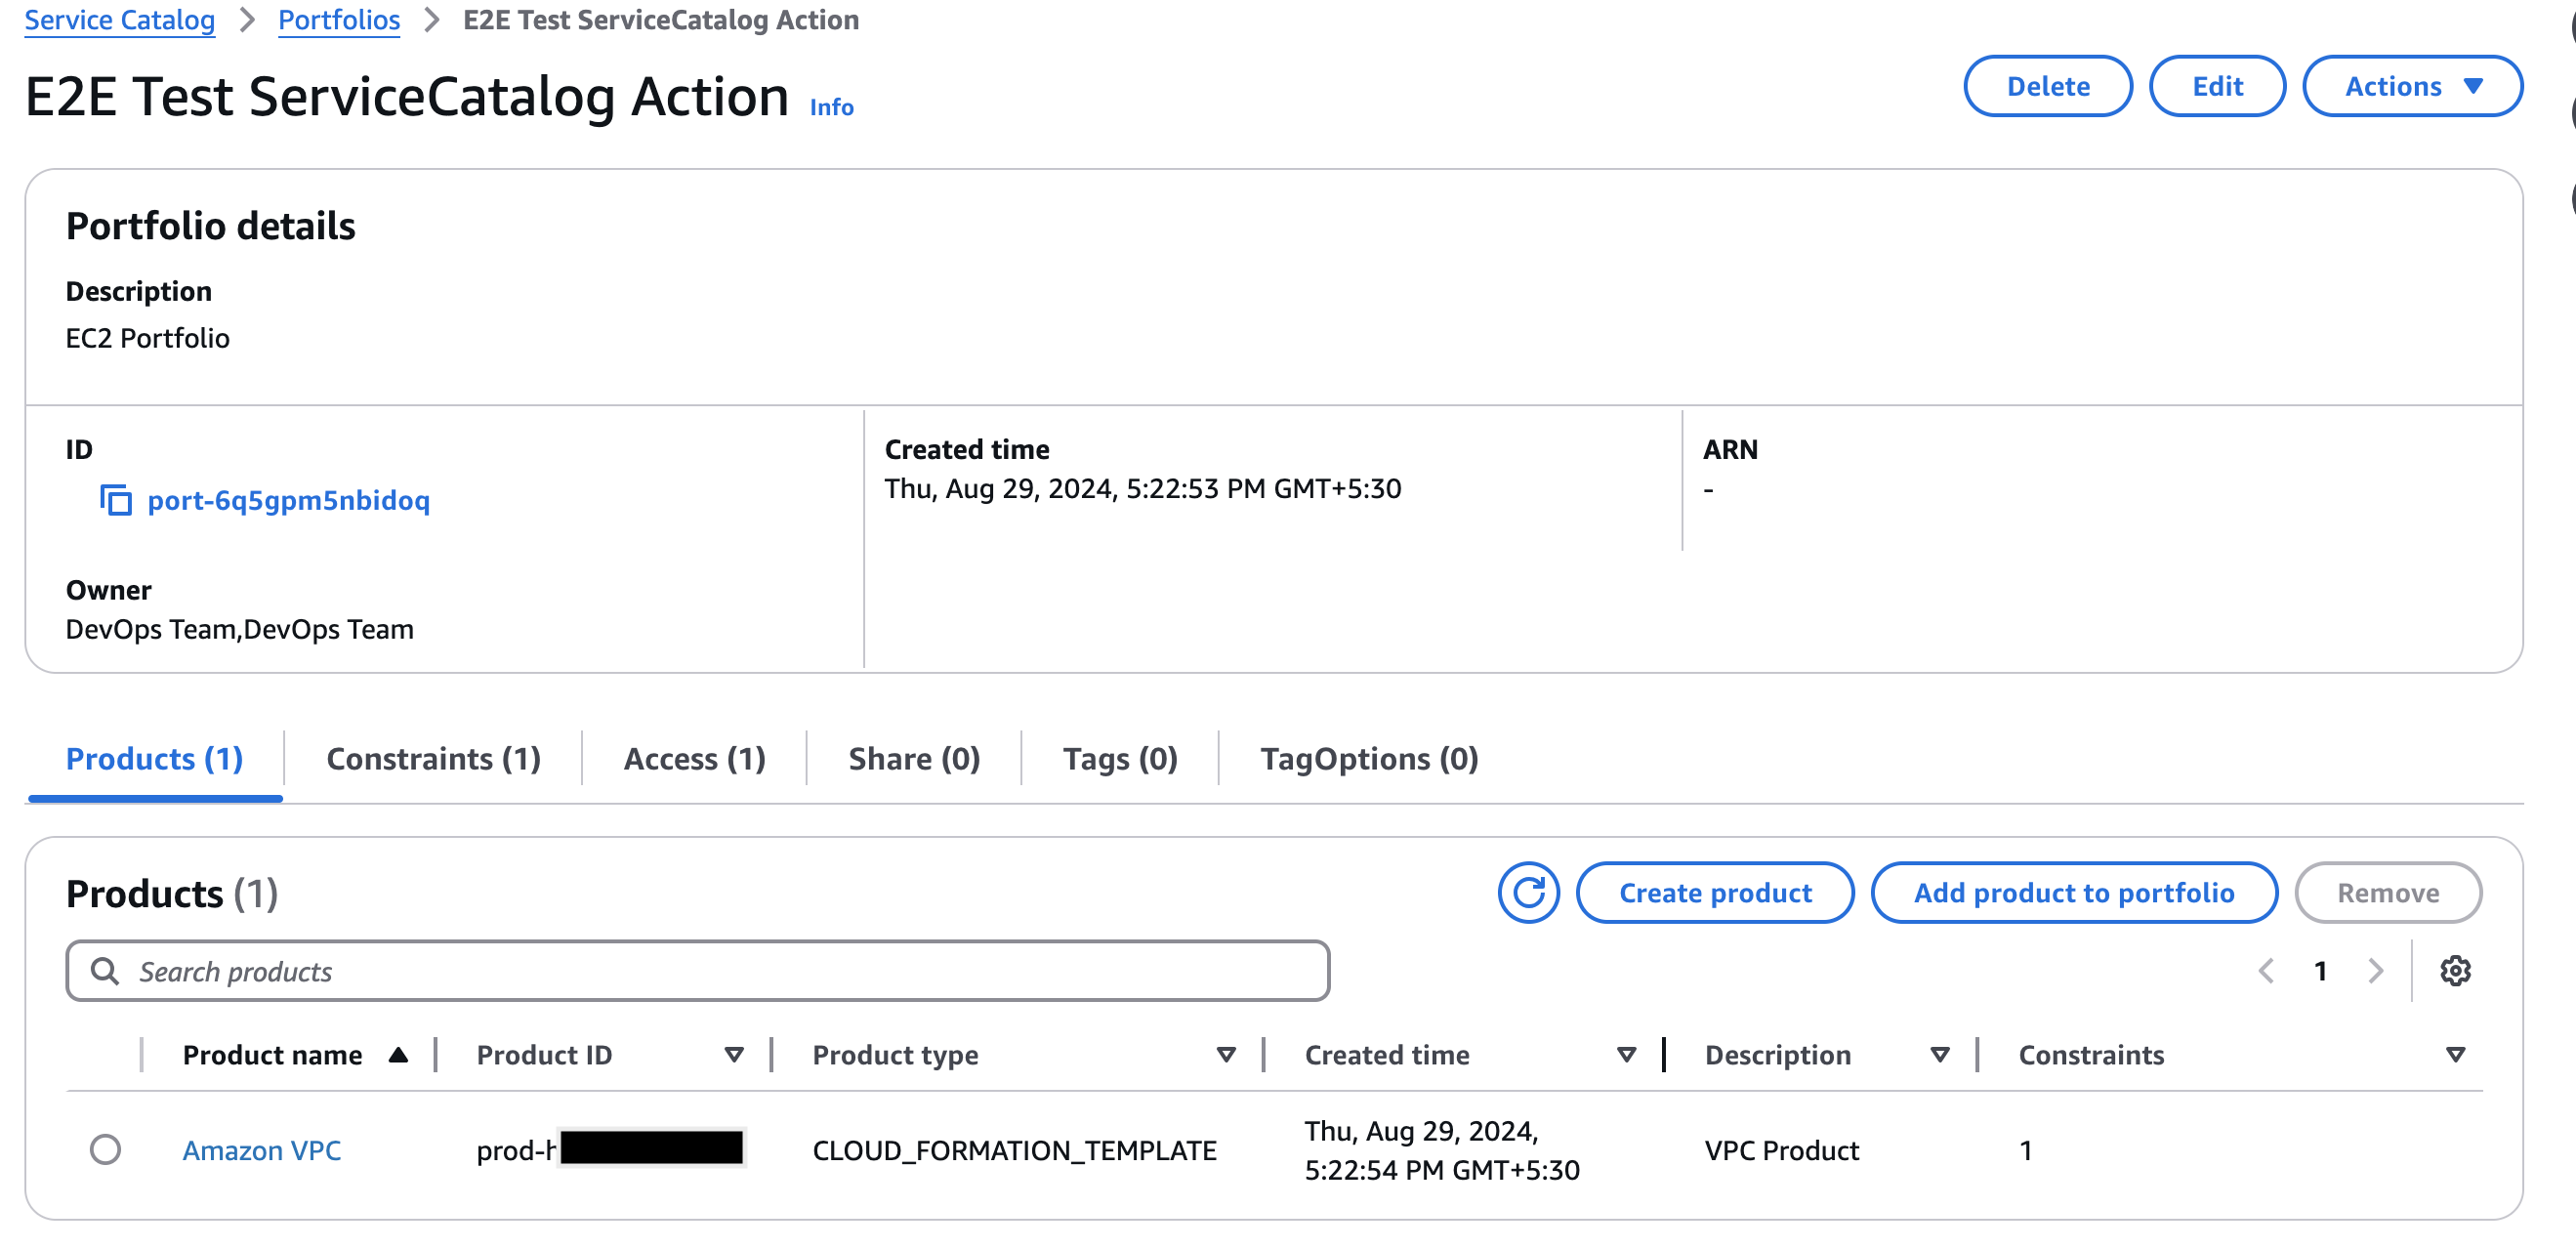 Service Catalog > Portfolios > E2E Test ServiceCatalog Action
E2E Test ServiceCatalog Action Info
Delete Edit Actions
Portfolio details
Description
EC2 Portfolio
ID
port-6q5gpm5nbidoq
Created time
Thu, Aug 29, 2024, 5:22:53 PM GMT+5:30
ARN
-
Owner
DevOps Team,DevOps Team
Products (1) Constraints (1) Access (1) Share (0) Tags (0) TagOptions (0)
Products (1)
Create product Add product to portfolio Remove
Search products
1
Product name Product ID Product type Created time Description Constraints
Amazon VPC prod-h CLOUD_FORMATION_TEMPLATE Thu, Aug 29, 2024, VPC Product 1
5:22:54 PM GMT+5:30